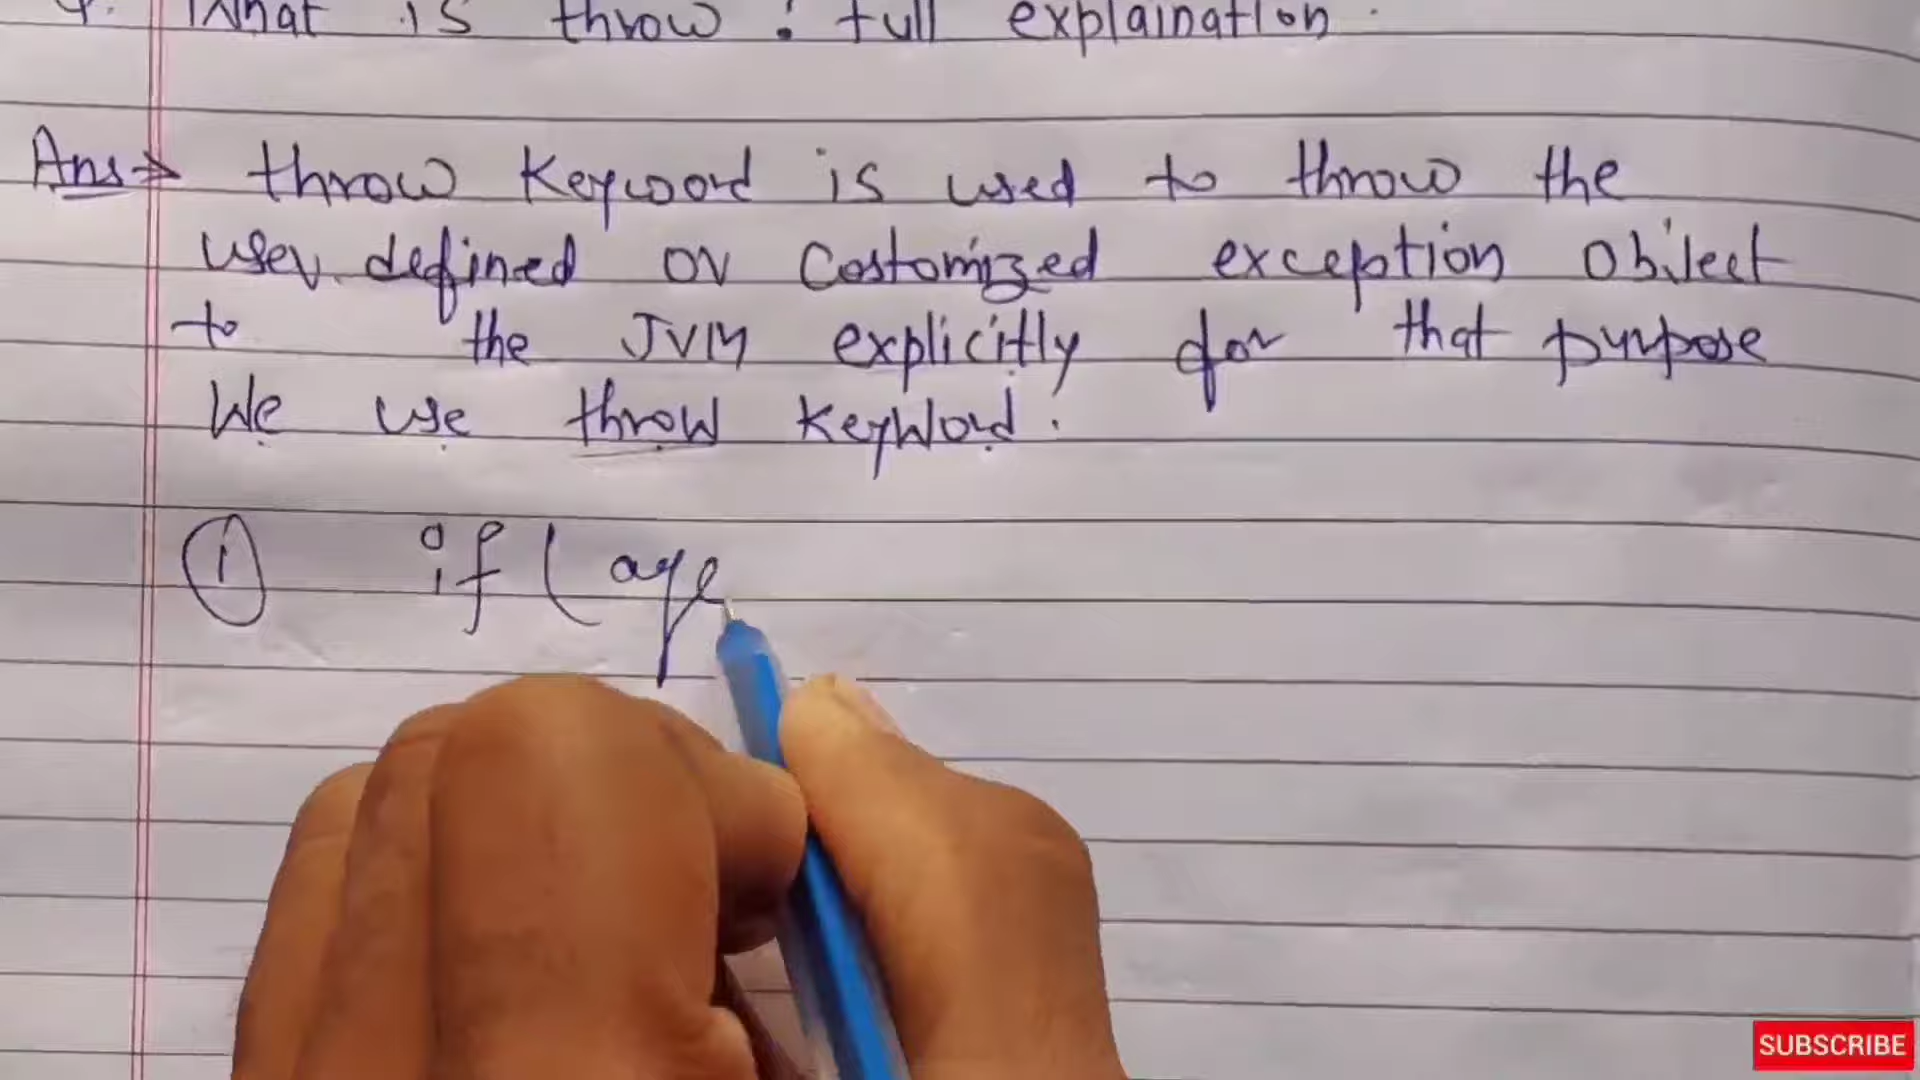 What is throw : full explaination.
Ans→ throw Keyword is used to throw the
user defined or Costomized exception Object
to the JVM explicitly for that purpose
We use throw keyWord.
① if ( age
SUBSCRIBE